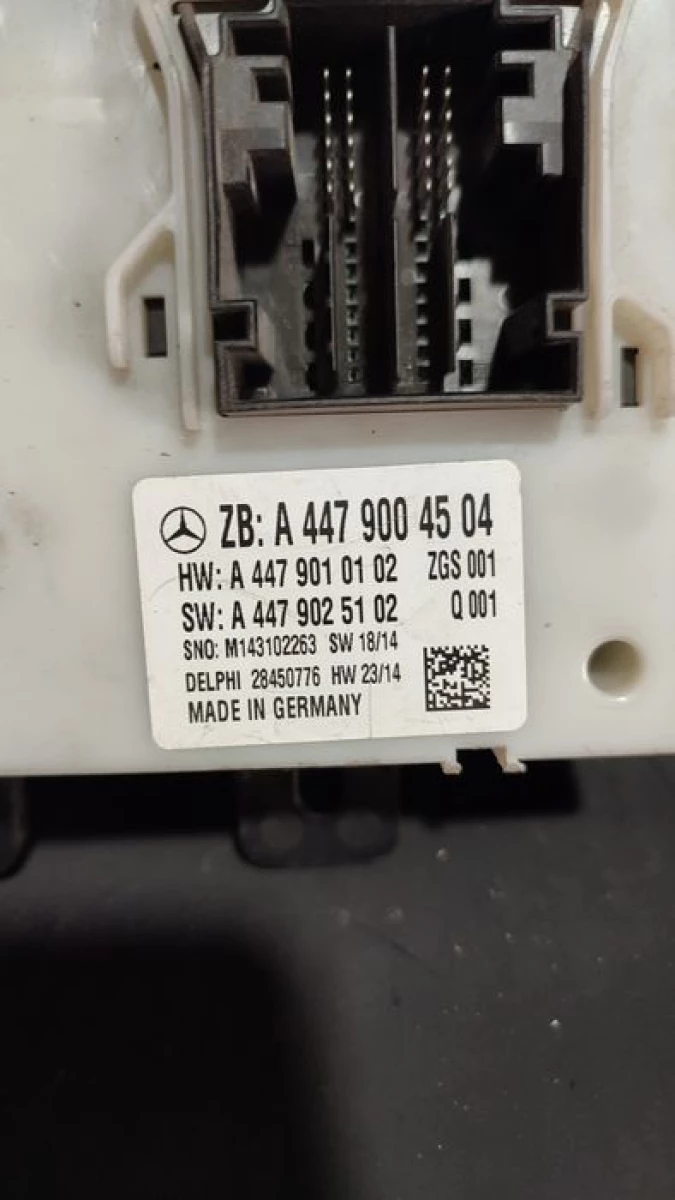 ZB: A 447 900 45 04
HW: A 447 901 01 02 ZGS 001
SW: A 447 902 51 02 Q 001
SNO: M143102263 SW 18/14
DELPHI 28450776 HW 23/14
MADE IN GERMANY